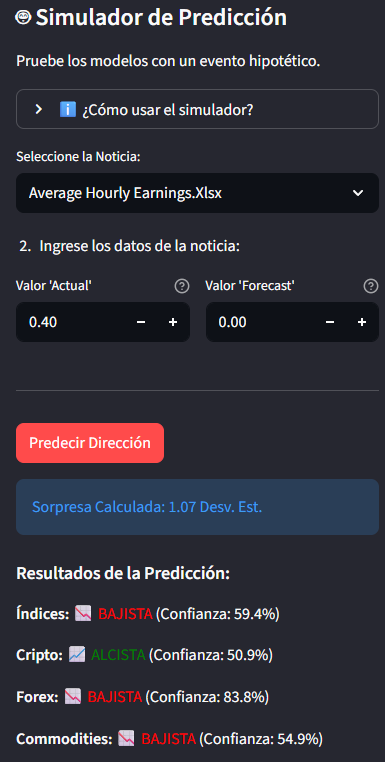 Simulador de Predicción
Pruebe los modelos con un evento hipotético.
¿Cómo usar el simulador?
Seleccione la Noticia:
Average Hourly Earnings.Xlsx
2. Ingrese los datos de la noticia:
Valor 'Actual' Valor 'Forecast'
0.40 0.00
Predecir Dirección
Sorpresa Calculada: 1.07 Desv. Est.
Resultados de la Predicción:
Índices: BAJISTA (Confianza: 59.4%)
Cripto: ALCISTA (Confianza: 50.9%)
Forex: BAJISTA (Confianza: 83.8%)
Commodities: BAJISTA (Confianza: 54.9%)